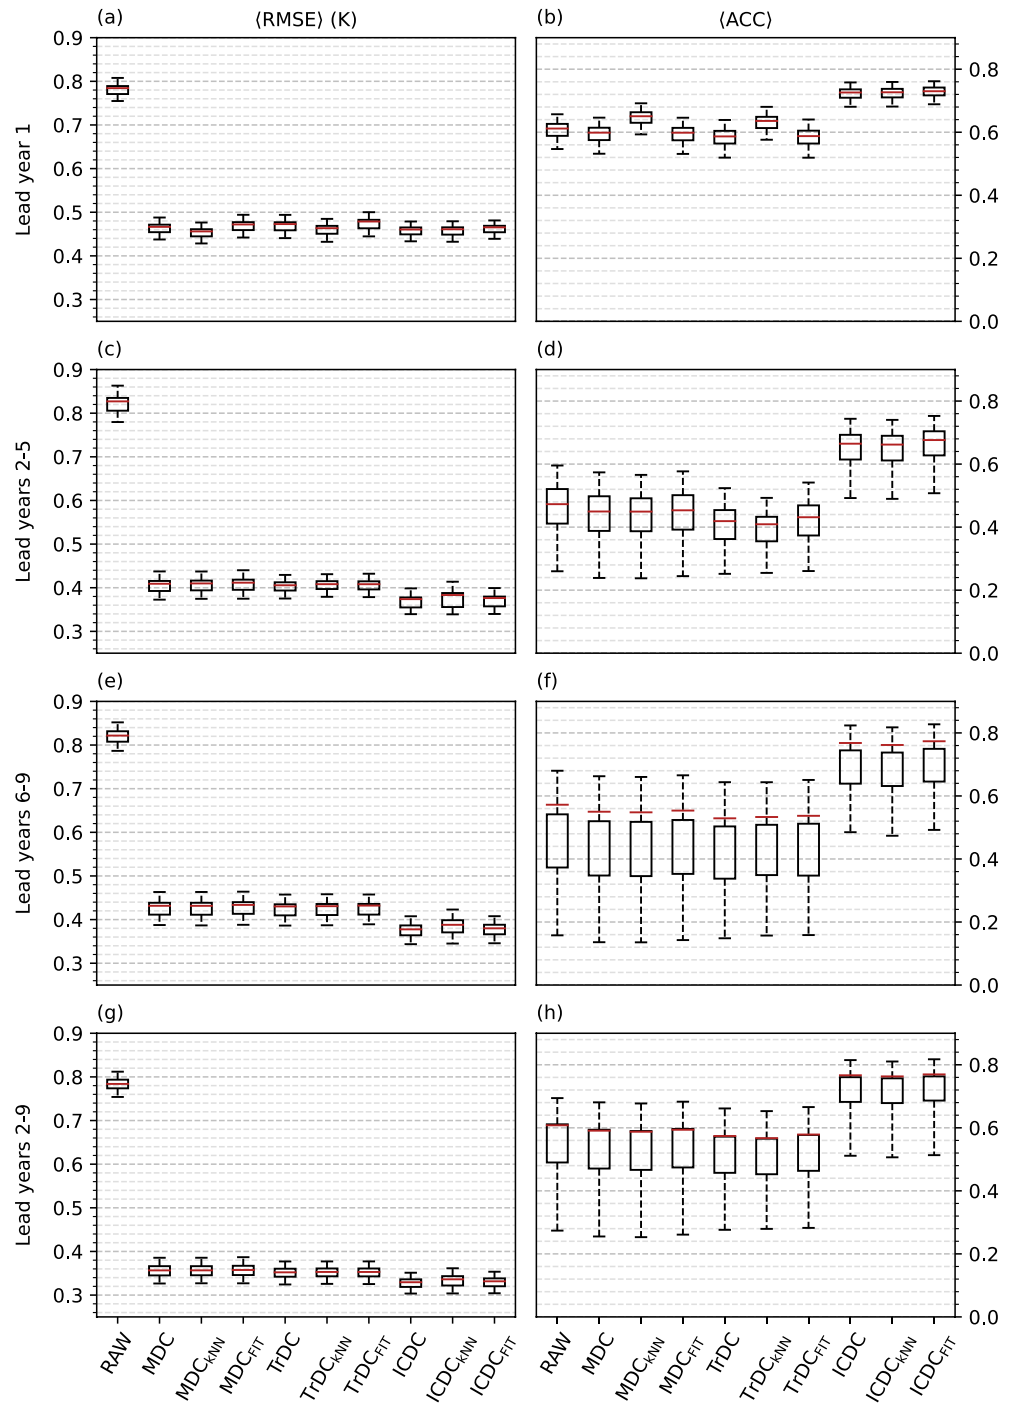 (a) ⟨RMSE⟩ (K)
(b) ⟨ACC⟩
Lead year 1
0.9
0.8
0.7
0.6
0.5
0.4
0.3
0.8
0.6
0.4
0.2
0.0
(c)
(d)
Lead years 2–5
0.9
0.8
0.7
0.6
0.5
0.4
0.3
0.8
0.6
0.4
0.2
0.0
(e)
(f)
Lead years 6–9
0.9
0.8
0.7
0.6
0.5
0.4
0.3
0.8
0.6
0.4
0.2
0.0
(g)
(h)
Lead years 2–9
0.9
0.8
0.7
0.6
0.5
0.4
0.3
0.8
0.6
0.4
0.2
0.0
RAW
MDC
MDCkNN
MDCFIT
TrDC
TrDCkNN
TrDCFIT
ICDC
ICDCkNN
ICDCFIT
RAW
MDC
MDCkNN
MDCFIT
TrDC
TrDCkNN
TrDCFIT
ICDC
ICDCkNN
ICDCFIT